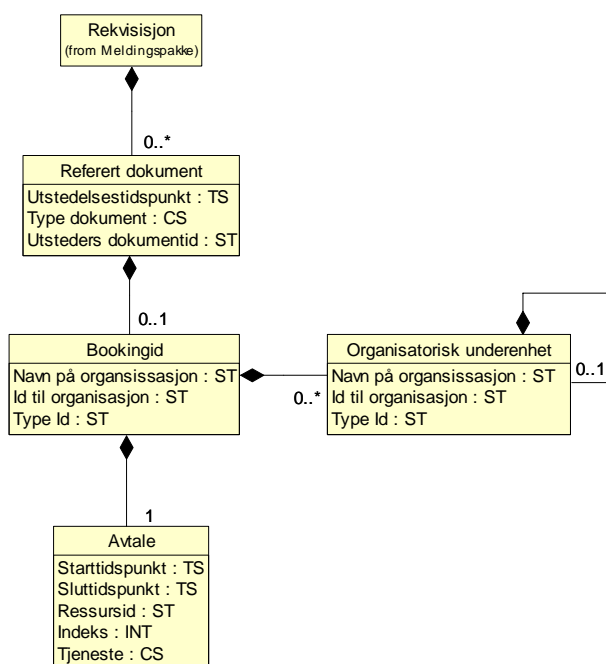 Rekvisisjon
(from Meldingspakke)
0..*
Referert dokument
Utstedelsestidspunkt : TS
Type dokument : CS
Utsteders dokumentid : ST
0..1
Bookingid
Navn på organsissasjon : ST
Id til organisasjon : ST
Type Id : ST
0..*
Organisatorisk underenhet
Navn på organsissasjon : ST
Id til organisasjon : ST
Type Id : ST
0..1
1
Avtale
Starttidspunkt : TS
Sluttidspunkt : TS
Ressursid : ST
Indeks : INT
Tjeneste : CS